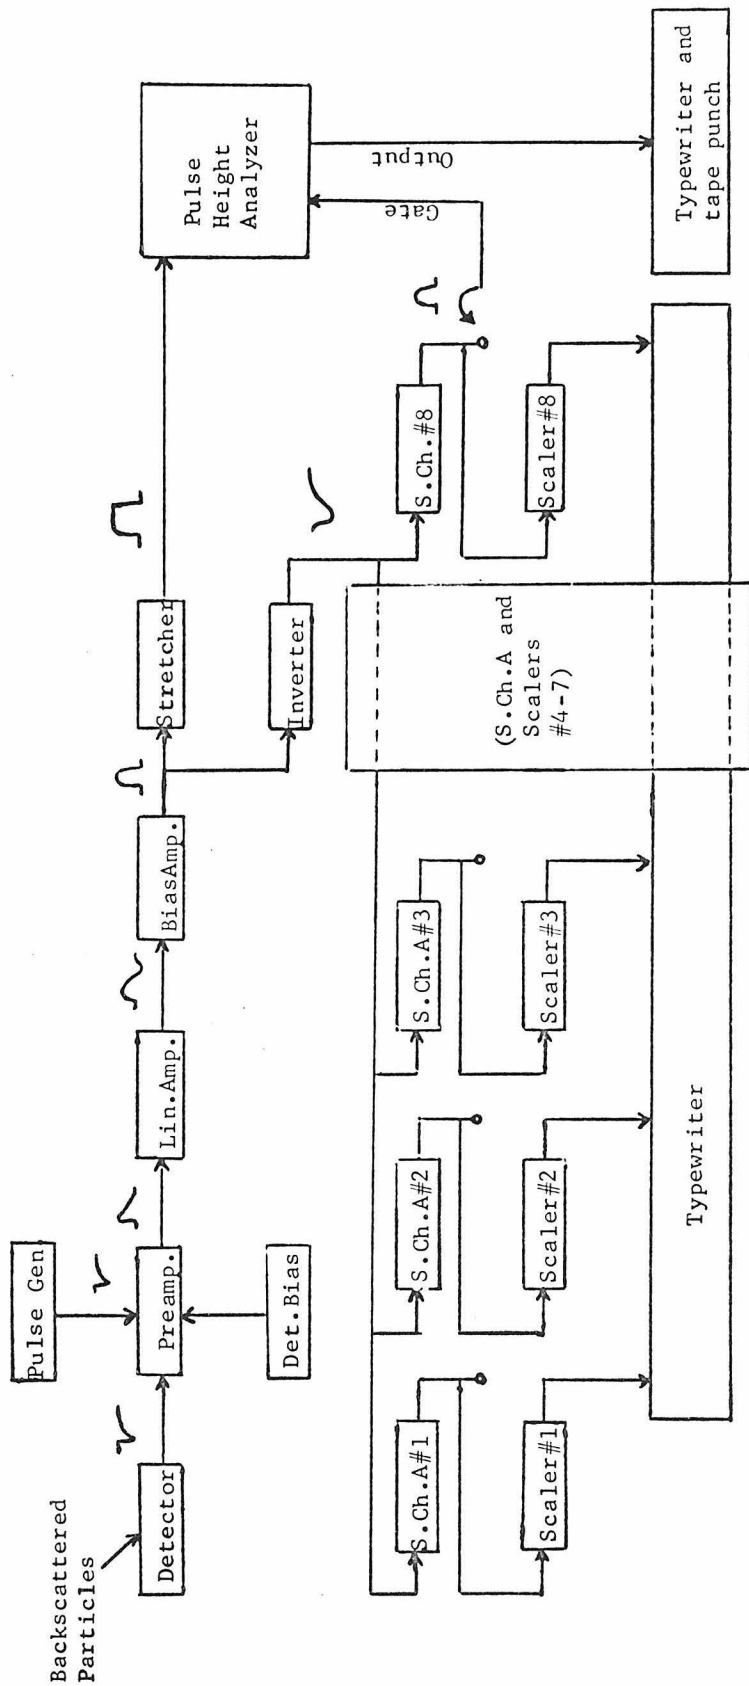 Backscattered
Particles
Detector
Pulse Gen
Preamp.
Det.Bias
Lin.Amp.
BiasAmp.
Stretcher
Inverter
Pulse
Height
Analyzer
Gate
Output
S.Ch.A#1
S.Ch.A#2
S.Ch.A#3
(S.Ch.A and
Scalers
#4-7)
S.Ch.#8
Scaler#1
Scaler#2
Scaler#3
Scaler#8
Typewriter
Typewriter and
tape punch